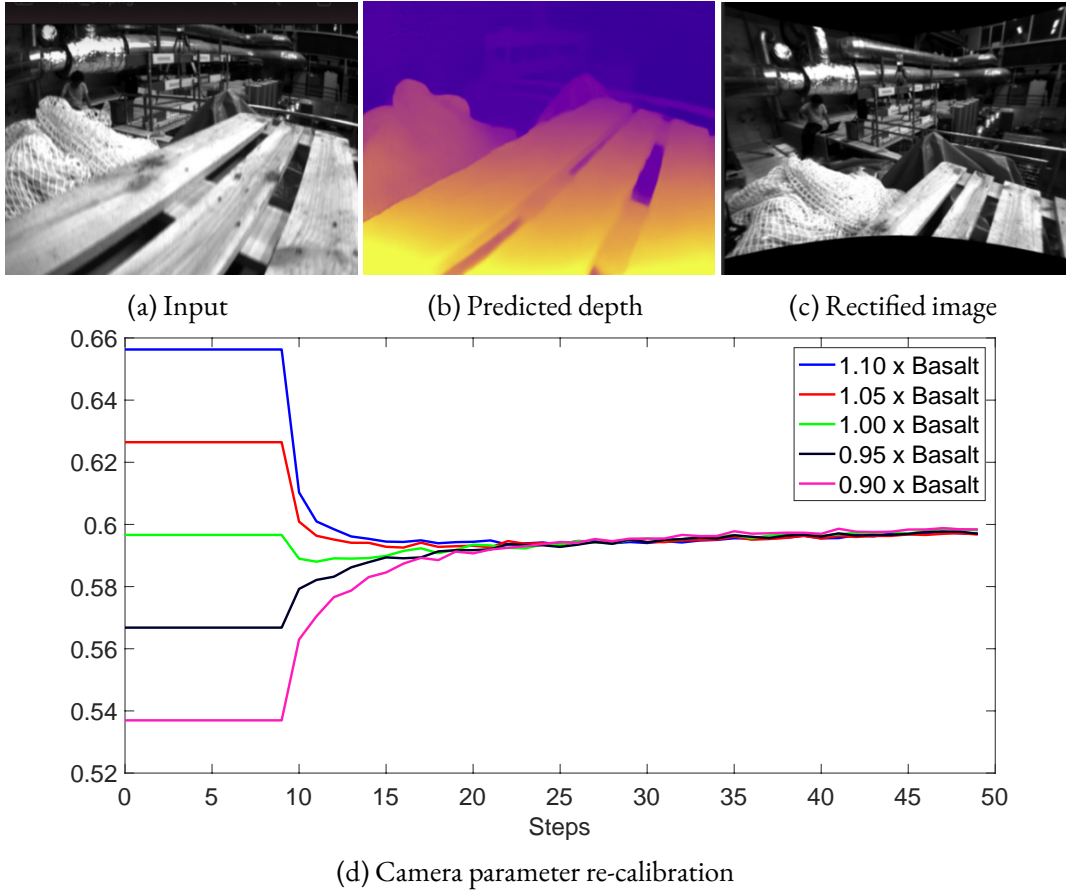 (a) Input
(b) Predicted depth
(c) Rectified image
0.66
0.64
0.62
0.6
0.58
0.56
0.54
0.52
1.10 x Basalt
1.05 x Basalt
1.00 x Basalt
0.95 x Basalt
0.90 x Basalt
0 5 10 15 20 25 30 35 40 45 50
Steps
(d) Camera parameter re-calibration